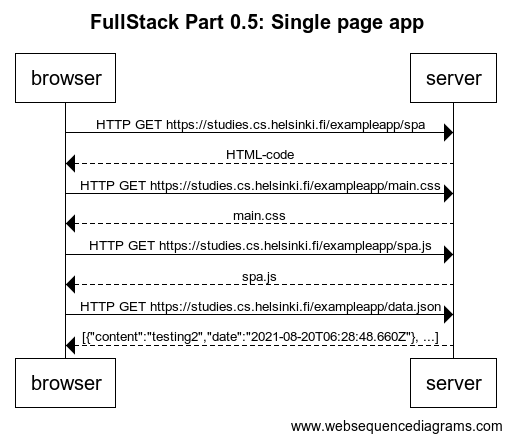 FullStack Part 0.5: Single page app
browser server
HTTP GET https://studies.cs.helsinki.fi/exampleapp/spa
HTML-code
HTTP GET https://studies.cs.helsinki.fi/exampleapp/main.css
main.css
HTTP GET https://studies.cs.helsinki.fi/exampleapp/spa.js
spa.js
HTTP GET https://studies.cs.helsinki.fi/exampleapp/data.json
[{"content":"testing2","date":"2021-08-20T06:28:48.660Z"}, ...]
browser server
www.websequencediagrams.com